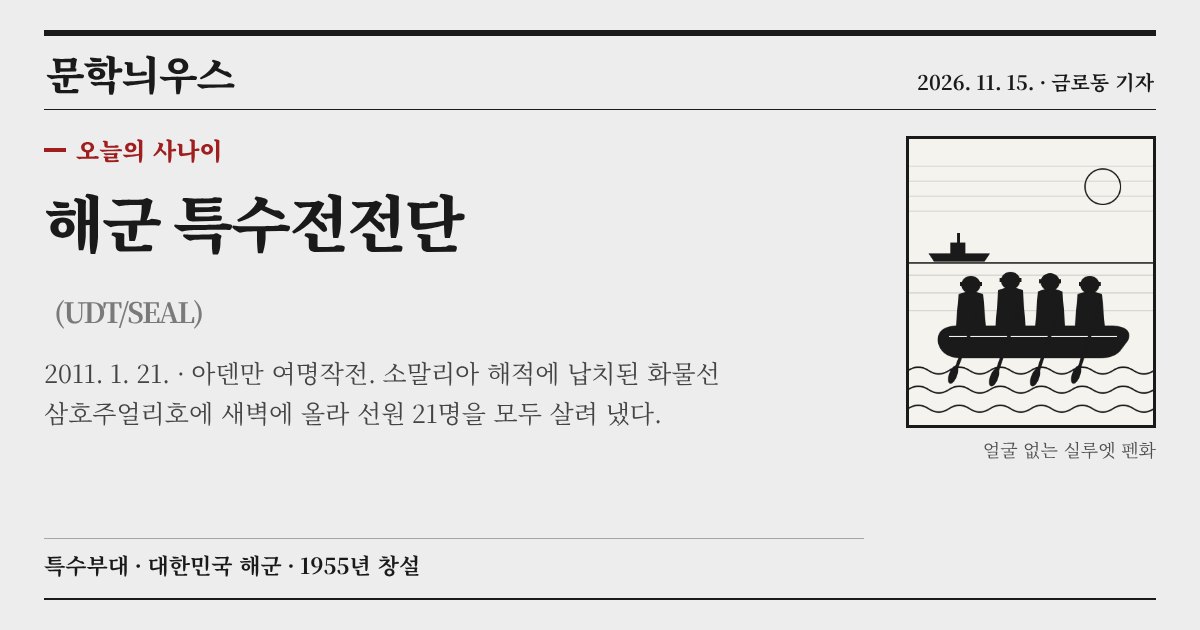 문학늬우스
2026. 11. 15. · 금로동 기자
오늘의 사나이
해군 특수전전단
(UDT/SEAL)
2011. 1. 21. · 아덴만 여명작전. 소말리아 해적에 납치된 화물선
삼호주얼리호에 새벽에 올라 선원 21명을 모두 살려 냈다.
얼굴 없는 실루엣 펜화
특수부대 · 대한민국 해군 · 1955년 창설